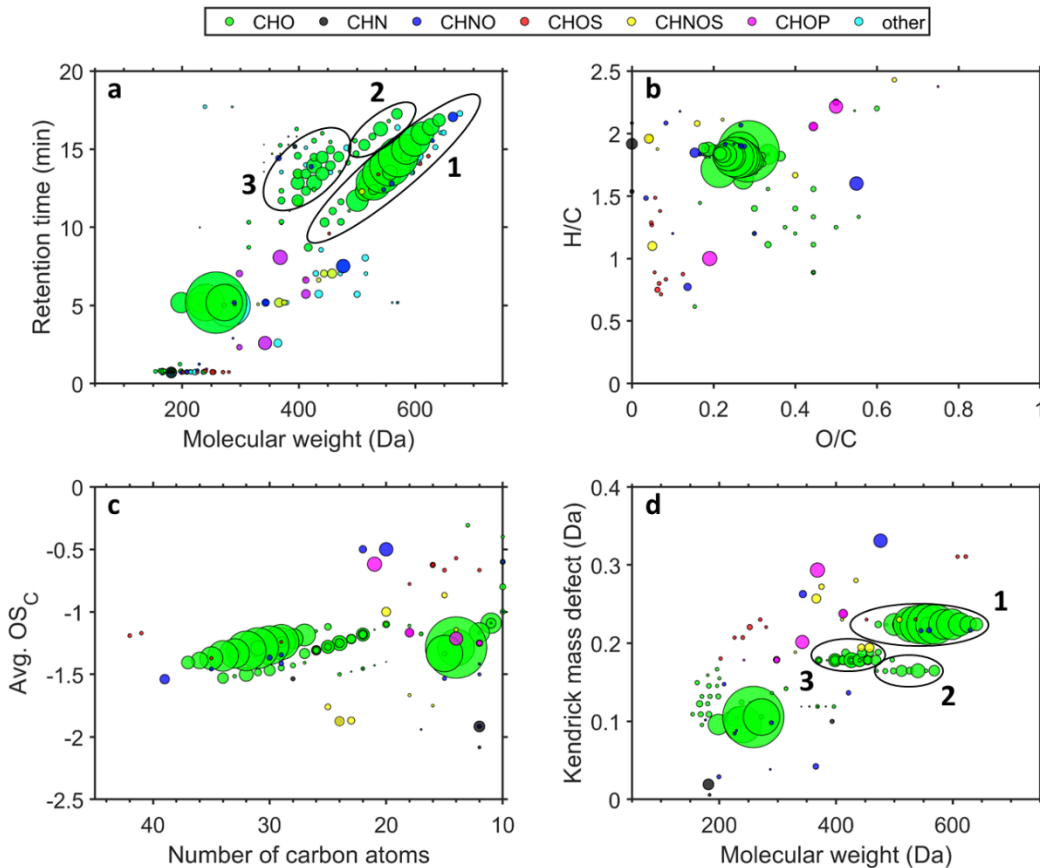 CHO CHN CHNO CHOS CHNOS CHOP other
a
20
15
10
5
0
Retention time (min)
1
2
3
200 400 600
Molecular weight (Da)
b
2.5
2
1.5
1
0.5
0
H/C
0 0.2 0.4 0.6 0.8 1
O/C
c
0
-0.5
-1
-1.5
-2
-2.5
Avg. OSC
40 30 20 10
Number of carbon atoms
d
0.4
0.3
0.2
0.1
0
Kendrick mass defect (Da)
1
3
2
200 400 600
Molecular weight (Da)